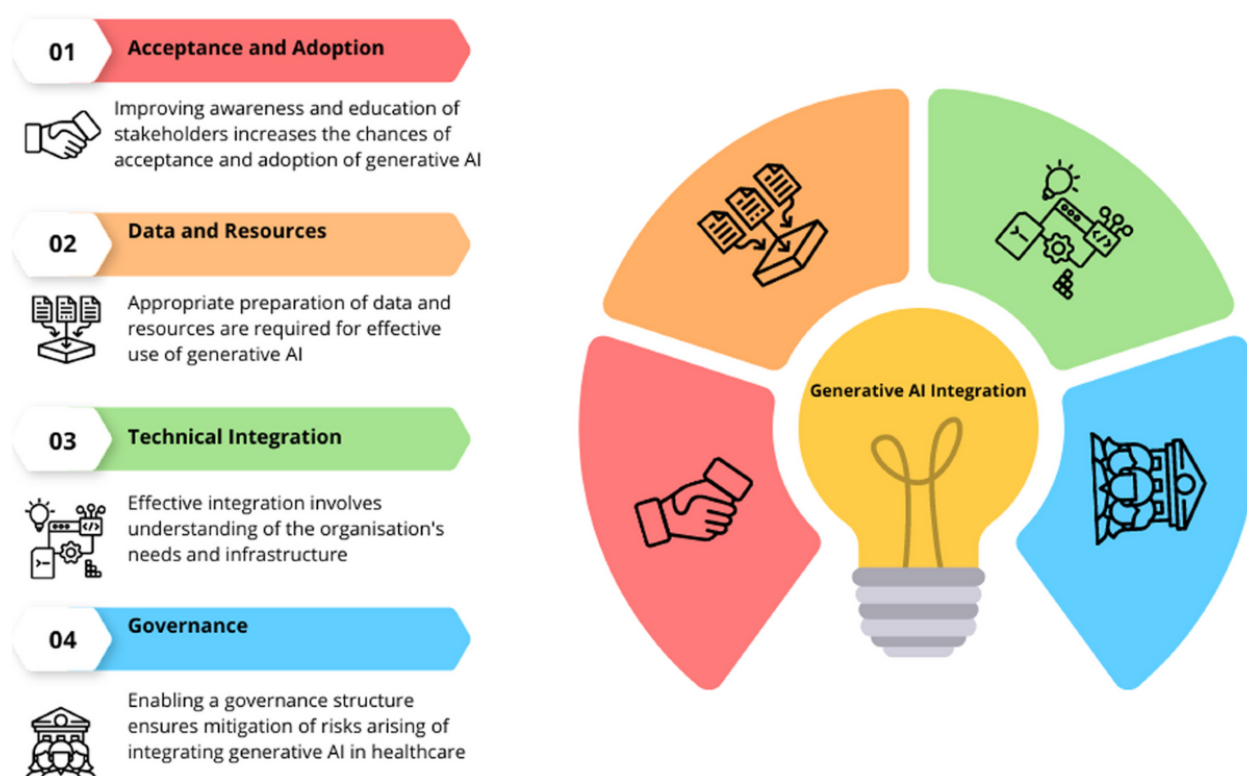 01
Acceptance and Adoption
Improving awareness and education of
stakeholders increases the chances of
acceptance and adoption of generative AI
02
Data and Resources
Appropriate preparation of data and
resources are required for effective
use of generative AI
03
Technical Integration
Effective integration involves
understanding of the organisation's
needs and infrastructure
04
Governance
Enabling a governance structure
ensures mitigation of risks arising of
integrating generative AI in healthcare
Generative AI Integration